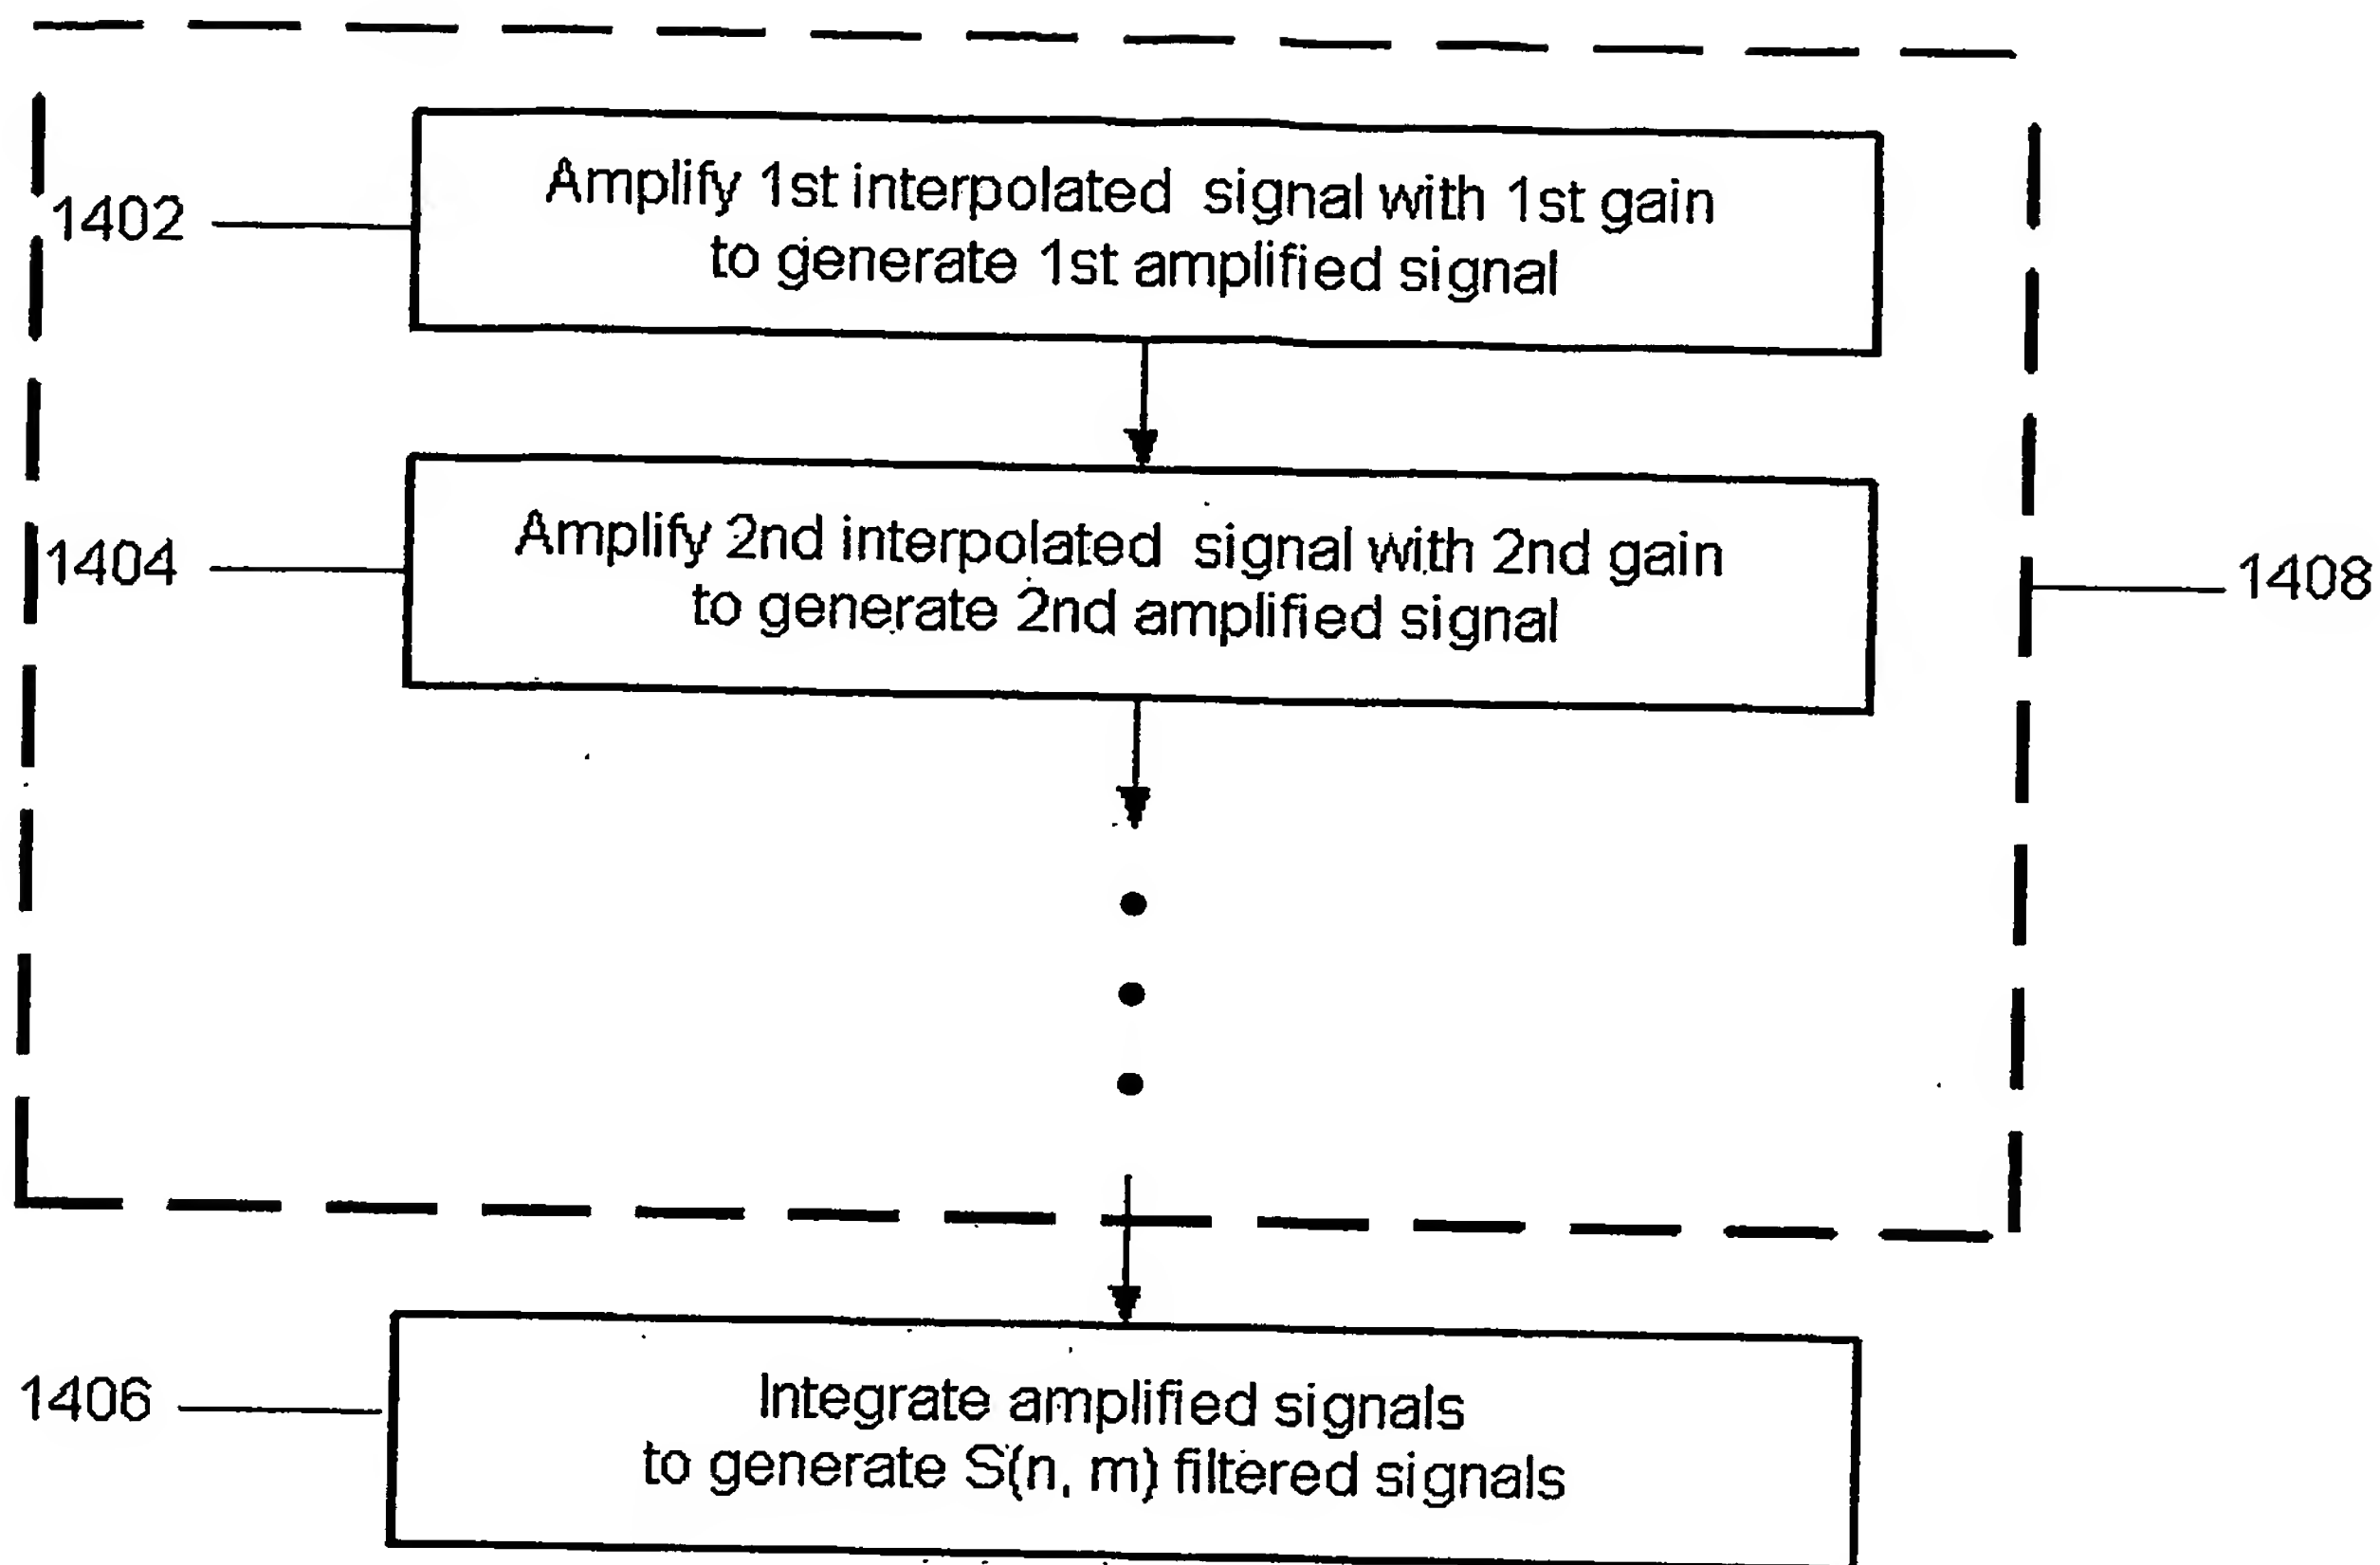 1402
Amplify 1st interpolated signal with 1st gain
to generate 1st amplified signal
1404
Amplify 2nd interpolated signal with 2nd gain
to generate 2nd amplified signal
1408
1406
Integrate amplified signals
to generate S(n, m) filtered signals